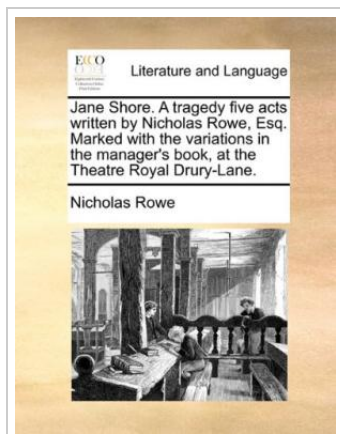 ECCO
Literature and Language
Jane Shore. A tragedy five acts
written by Nicholas Rowe, Esq.
Marked with the variations in
the manager's book, at the
Theatre Royal Drury-Lane.
Nicholas Rowe